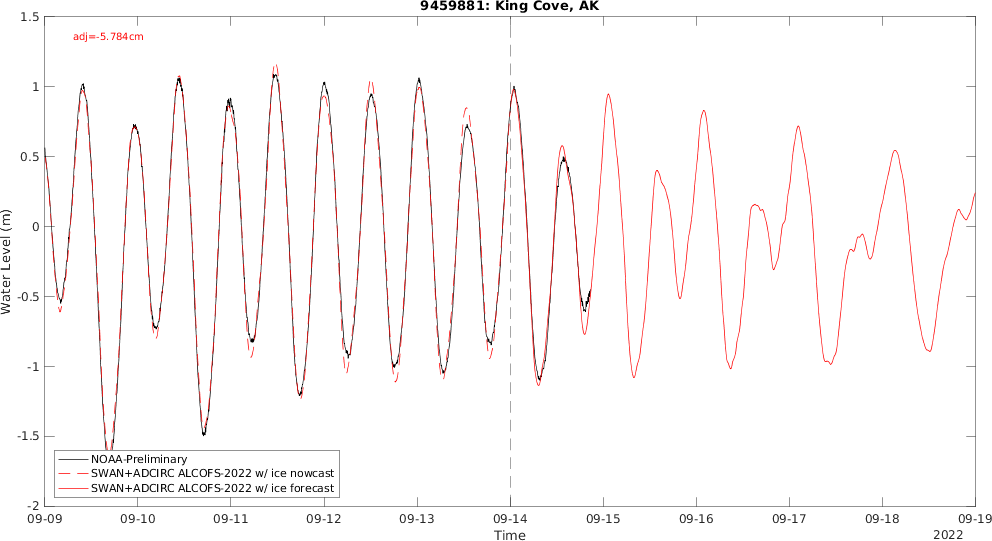 9459881: King Cove, AK
adj=-5.784cm
Water Level (m)
1.5
1
0.5
0
-0.5
-1
-1.5
-2
NOAA-Preliminary
SWAN+ADCIRC ALCOFS-2022 w/ ice nowcast
SWAN+ADCIRC ALCOFS-2022 w/ ice forecast
09-09 09-10 09-11 09-12 09-13 09-14 09-15 09-16 09-17 09-18 09-19
Time
2022